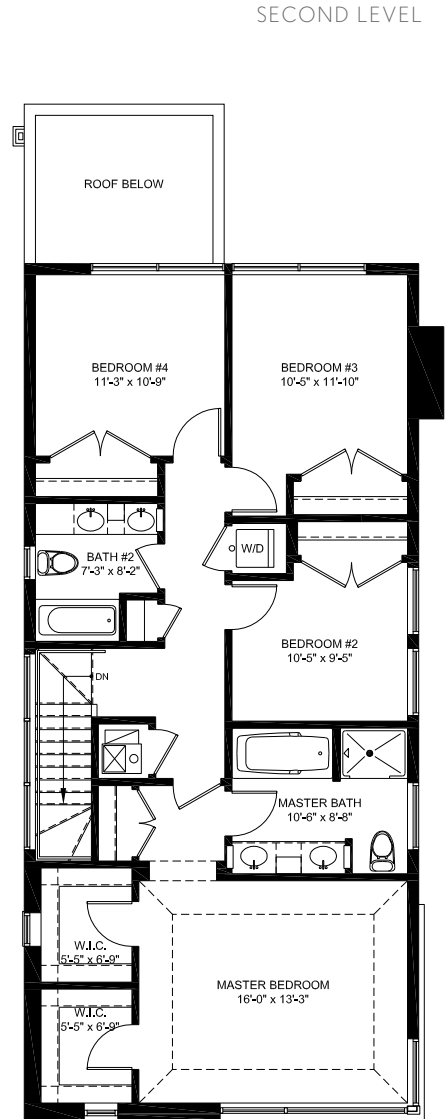 SECOND LEVEL
ROOF BELOW
BEDROOM #4
11'-3" x 10'-9"
BEDROOM #3
10'-5" x 11'-10"
W/D
BATH #2
7'-3" x 8'-2"
BEDROOM #2
10'-5" x 9'-5"
DN
MASTER BATH
10'-6" x 8'-8"
W.I.C.
5'-5" x 6'-9"
MASTER BEDROOM
16'-0" x 13'-3"
W.I.C.
5'-5" x 6'-9"